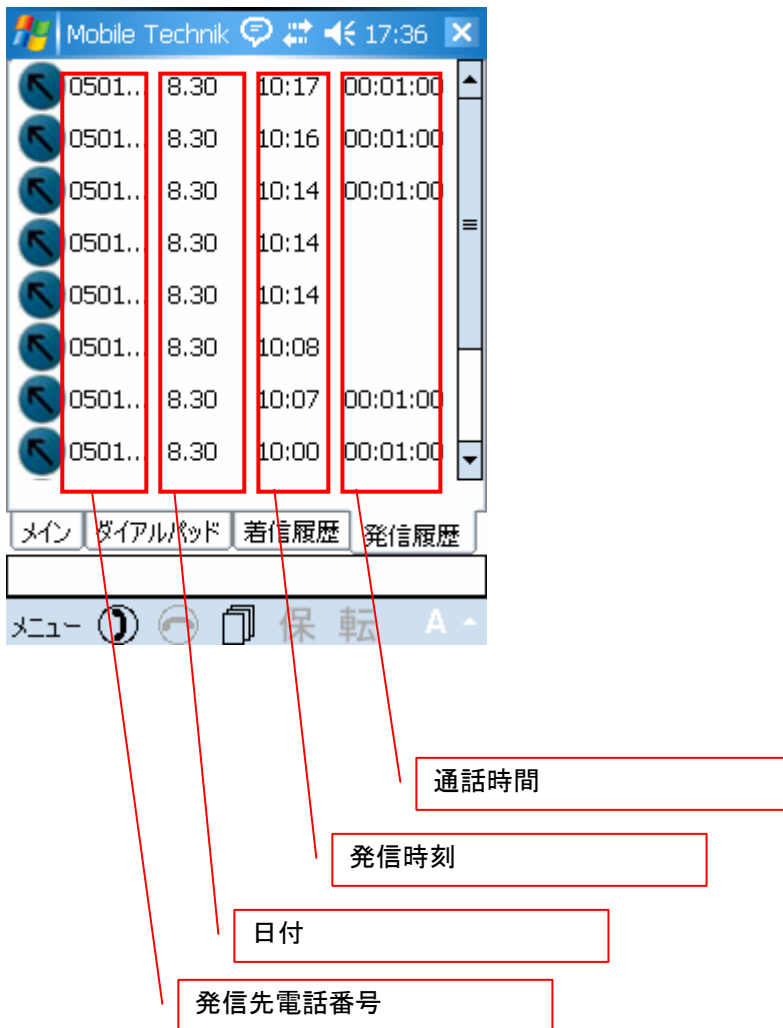 Mobile Technik 17:36
0501... 8.30 10:17 00:01:00
0501... 8.30 10:16 00:01:00
0501... 8.30 10:14 00:01:00
0501... 8.30 10:14
0501... 8.30 10:14
0501... 8.30 10:08
0501... 8.30 10:07 00:01:00
0501... 8.30 10:00 00:01:00
メイン ダイアルパッド 着信履歴 発信履歴
メニュー 保 転 A
通話時間
発信時刻
日付
発信先電話番号